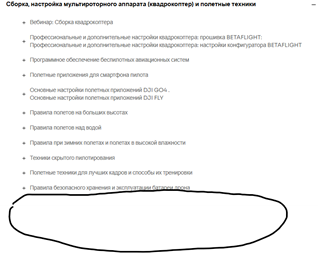 Сборка, настройка мультироторного аппарата (квадрокоптер) и полетные техники
Вебинар: Сборка квадрокоптера
Профессиональные и дополнительные настройки квадрокоптера: прошивка BETAFLIGHT;
Профессиональные и дополнительные настройки квадрокоптера: настройки конфигуратора BETAFLIGHT
Программное обеспечение беспилотных авиационных систем
Полетные приложения для смартфона пилота
Основные настройки полетных приложений DJI GO4 .
Основные настройки полетных приложений DJI FLY
Правила полетов на больших высотах
Правила полетов над водой
Правила при зимних полетах и полетах в высокой влажности
Техники скрытого пилотирования
Полетные техники для лучших кадров и способы их тренировки
Правила безопасного хранения и эксплуатации батареи дрона